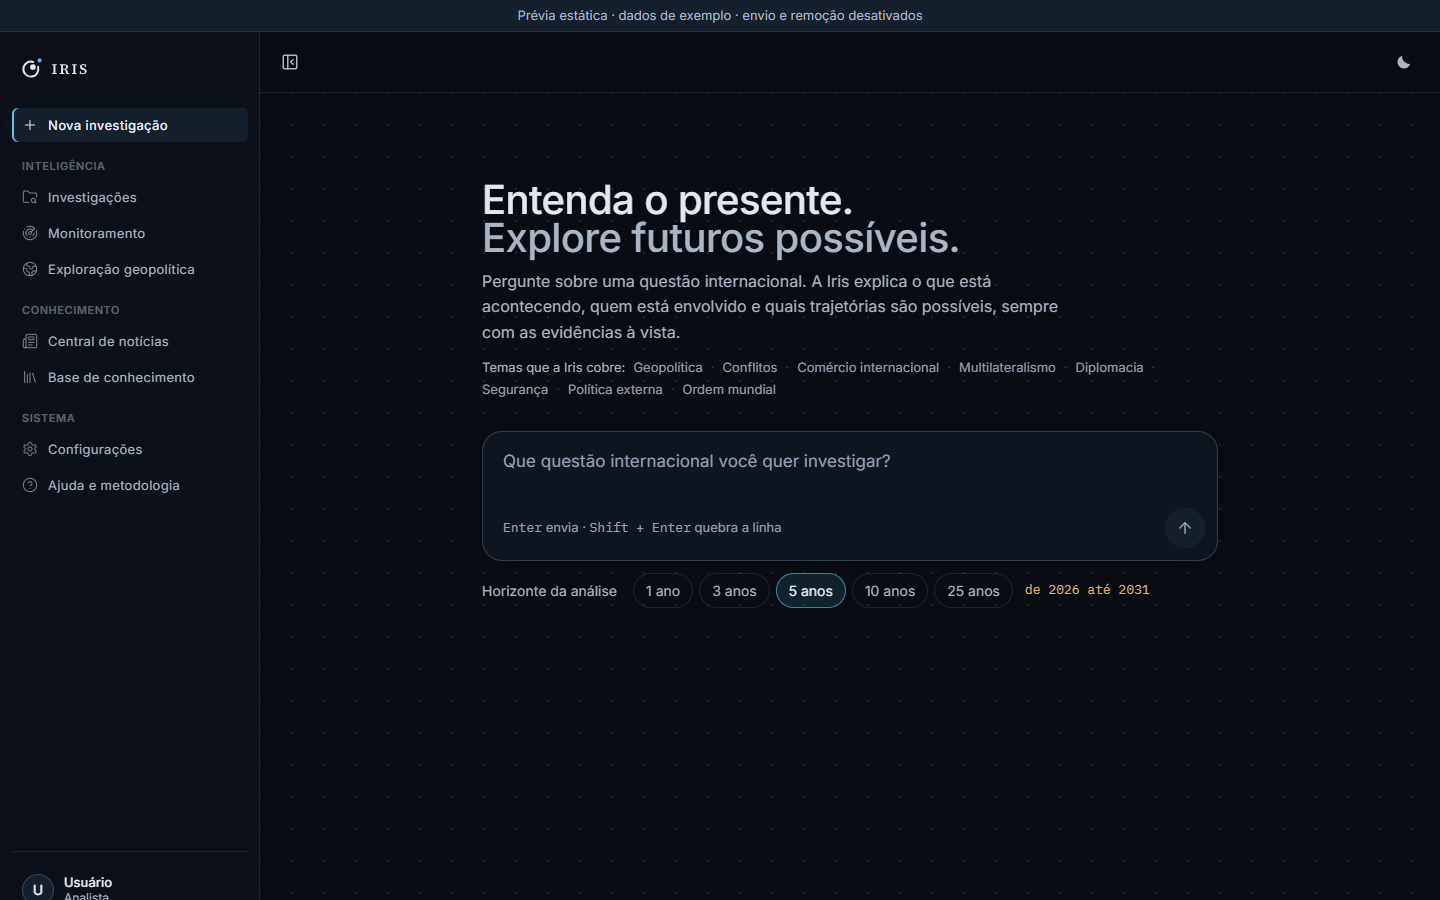 Prévia estática · dados de exemplo · envio e remoção desativados
IRIS
Nova investigação
INTELIGÊNCIA
Investigações
Monitoramento
Exploração geopolítica
CONHECIMENTO
Central de notícias
Base de conhecimento
SISTEMA
Configurações
Ajuda e metodologia
U
Usuário
Analista
Entenda o presente.
Explore futuros possíveis.
Pergunte sobre uma questão internacional. A Iris explica o que está
acontecendo, quem está envolvido e quais trajetórias são possíveis, sempre
com as evidências à vista.
Temas que a Iris cobre: Geopolítica · Conflitos · Comércio internacional · Multilateralismo · Diplomacia ·
Segurança · Política externa · Ordem mundial
Que questão internacional você quer investigar?
Enter envia · Shift + Enter quebra a linha
Horizonte da análise 1 ano 3 anos 5 anos 10 anos 25 anos de 2026 até 2031